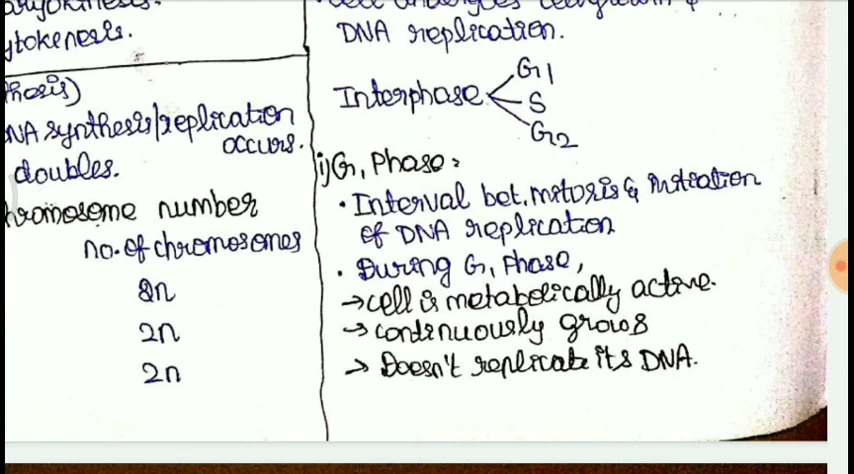 ytokenesis.
DNA replication.
Interphase
G1
S
G2
NA synthesis/replication
occurs.
doubles.
hromosome number
no. of chromosomes
2n
2n
2n
i) G1 Phase:
• Interval bet. mitosis & initiation
of DNA replication
• During G1 Phase,
→ cell is metabolically active.
→ continuously grows
→ Doesn't replicate its DNA.